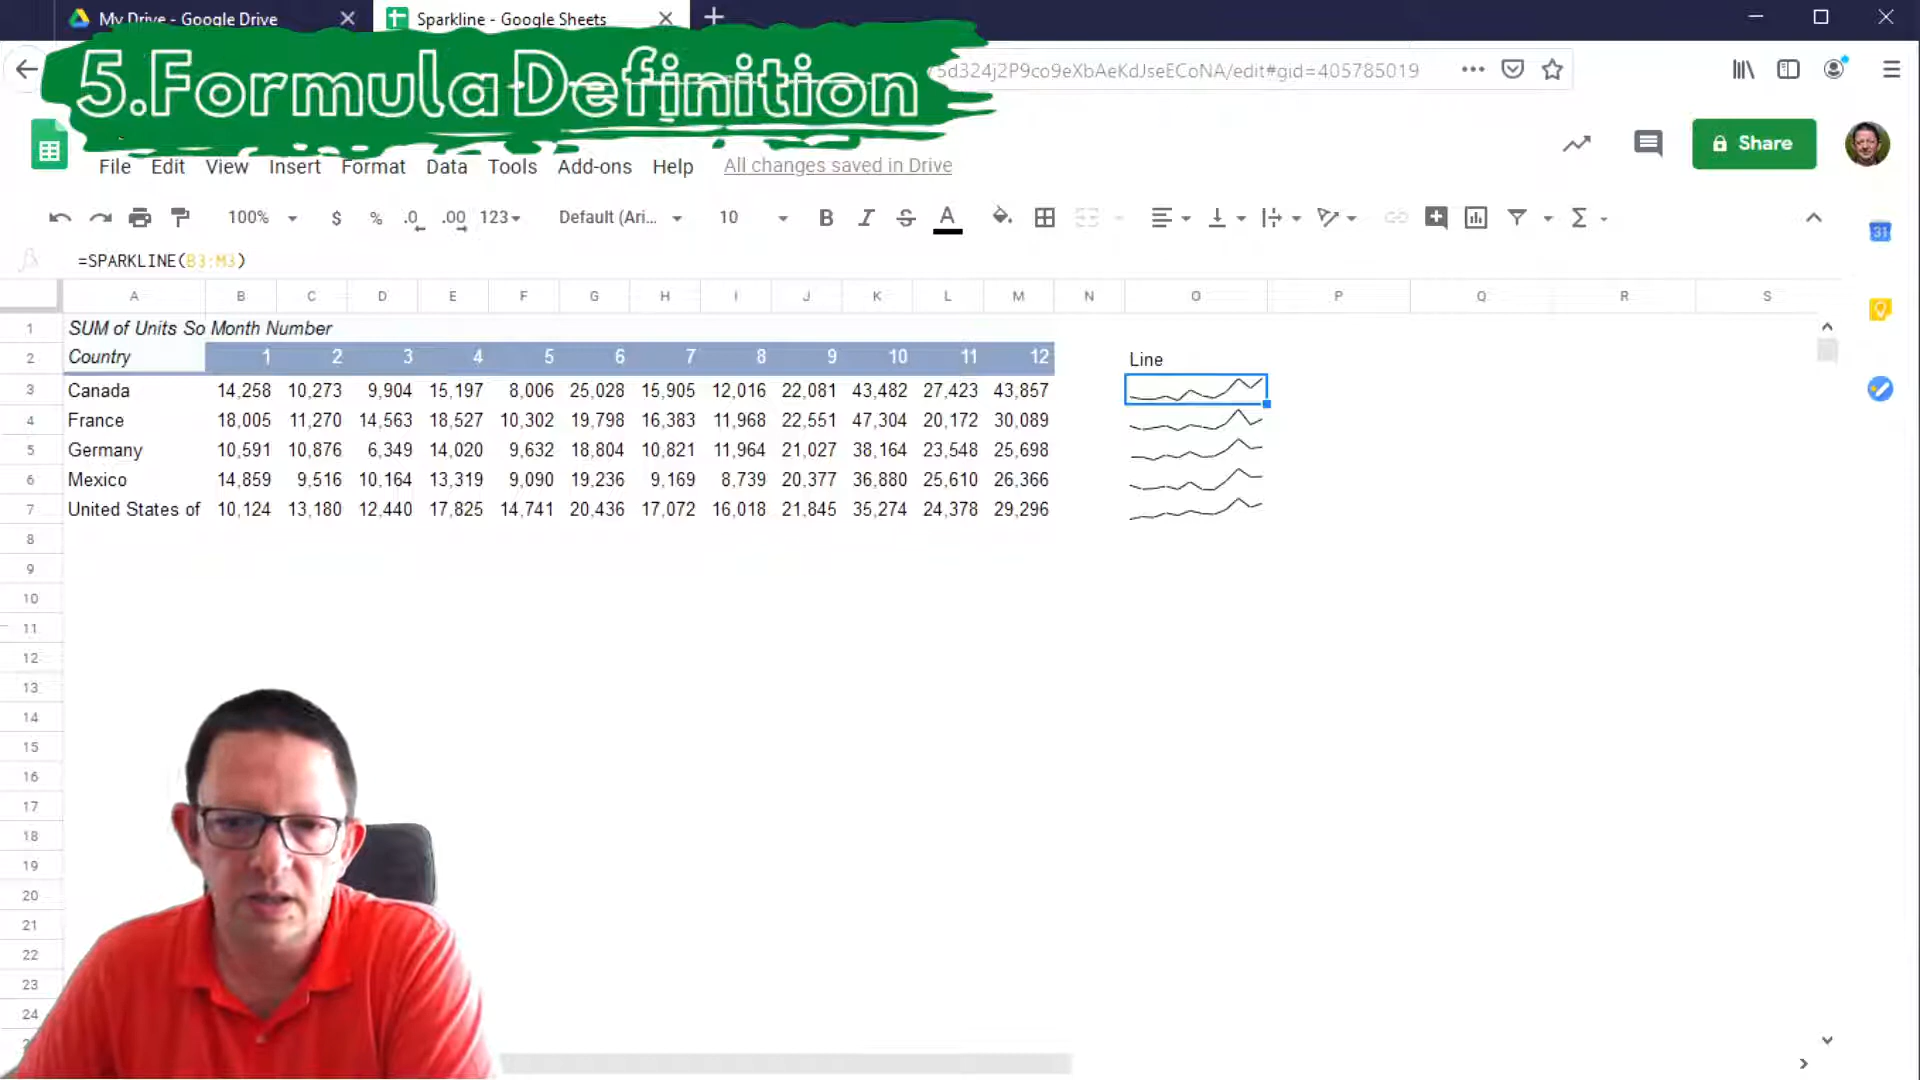 My Drive - Google Drive
Sparkline - Google Sheets
5.Formula Definition
75d324j2P9co9eXbAeKdJseECoNA/edit#gid=405785019
Share
File Edit View Insert Format Data Tools Add-ons Help All changes saved in Drive
100% $ % .0 .00 123 Default (Ari... 10 B I S A Σ
31
fx =SPARKLINE(B3:M3)
A B C D E F G H I J K L M N O P Q R S
1 SUM of Units So Month Number
2 Country 1 2 3 4 5 6 7 8 9 10 11 12 Line
3 Canada 14,258 10,273 9,904 15,197 8,006 25,028 15,905 12,016 22,081 43,482 27,423 43,857
4 France 18,005 11,270 14,563 18,527 10,302 19,798 16,383 11,968 22,551 47,304 20,172 30,089
5 Germany 10,591 10,876 6,349 14,020 9,632 18,804 10,821 11,964 21,027 38,164 23,548 25,698
6 Mexico 14,859 9,516 10,164 13,319 9,090 19,236 9,169 8,739 20,377 36,880 25,610 26,366
7 United States of 10,124 13,180 12,440 17,825 14,741 20,436 17,072 16,018 21,845 35,274 24,378 29,296
8
9
10
11
12
13
14
15
16
17
18
19
20
21
22
23
24